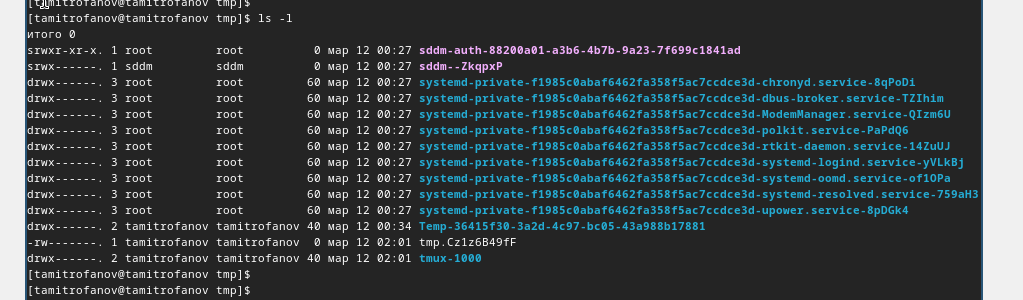 [tamitrofanov@tamitrofanov tmp]$
[tamitrofanov@tamitrofanov tmp]$ ls -l
итого 0
srwxr-xr-x. 1 root root 0 мар 12 00:27 sddm-auth-88200a01-a3b6-4b7b-9a23-7f699c1841ad
srwx------. 1 sddm sddm 0 мар 12 00:27 sddm--ZkqpxP
drwx------. 3 root root 60 мар 12 00:27 systemd-private-f1985c0abaf6462fa358f5ac7ccdce3d-chronyd.service-8qPoDi
drwx------. 3 root root 60 мар 12 00:27 systemd-private-f1985c0abaf6462fa358f5ac7ccdce3d-dbus-broker.service-TZIhim
drwx------. 3 root root 60 мар 12 00:27 systemd-private-f1985c0abaf6462fa358f5ac7ccdce3d-ModemManager.service-QIzm6U
drwx------. 3 root root 60 мар 12 00:27 systemd-private-f1985c0abaf6462fa358f5ac7ccdce3d-polkit.service-PaPdQ6
drwx------. 3 root root 60 мар 12 00:27 systemd-private-f1985c0abaf6462fa358f5ac7ccdce3d-rtkit-daemon.service-14ZuUJ
drwx------. 3 root root 60 мар 12 00:27 systemd-private-f1985c0abaf6462fa358f5ac7ccdce3d-systemd-logind.service-yVLkBj
drwx------. 3 root root 60 мар 12 00:27 systemd-private-f1985c0abaf6462fa358f5ac7ccdce3d-systemd-oomd.service-of1OPa
drwx------. 3 root root 60 мар 12 00:27 systemd-private-f1985c0abaf6462fa358f5ac7ccdce3d-systemd-resolved.service-759aH3
drwx------. 3 root root 60 мар 12 00:27 systemd-private-f1985c0abaf6462fa358f5ac7ccdce3d-upower.service-8pDGk4
drwx------. 2 tamitrofanov tamitrofanov 40 мар 12 00:34 Temp-36415f30-3a2d-4c97-bc05-43a988b17881
-rw-------. 1 tamitrofanov tamitrofanov 0 мар 12 02:01 tmp.Cz1z6B49fF
drwx------. 2 tamitrofanov tamitrofanov 40 мар 12 02:01 tmux-1000
[tamitrofanov@tamitrofanov tmp]$
[tamitrofanov@tamitrofanov tmp]$